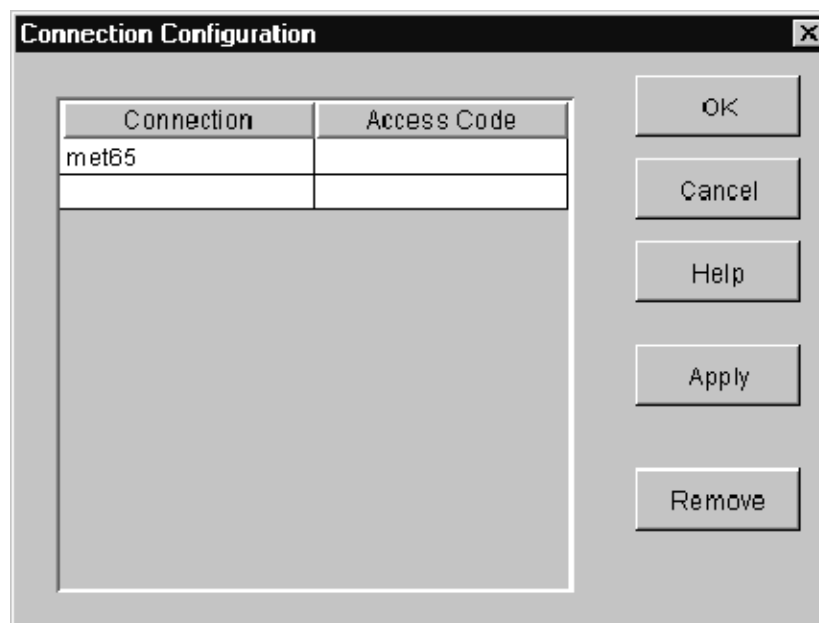 Connection Configuration
Connection Access Code
met65
OK
Cancel
Help
Apply
Remove